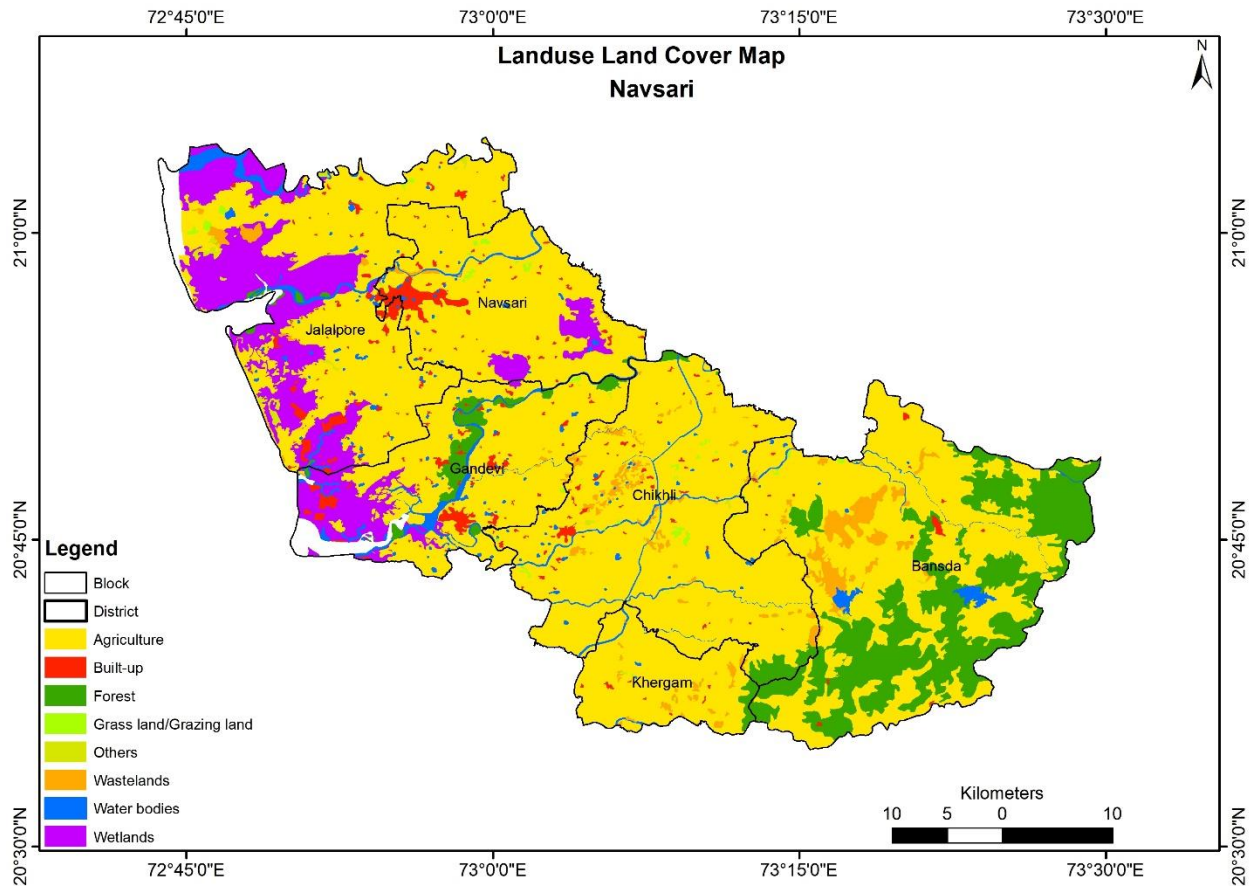 72°45'0"E 73°0'0"E 73°15'0"E 73°30'0"E
Landuse Land Cover Map
Navsari
N
21°0'0"N
21°0'0"N
Navsari
Jalalpore
Gandevi
Chikhli
20°45'0"N
20°45'0"N
Bansda
Khergam
Legend
Block
District
Agriculture
Built-up
Forest
Grass land/Grazing land
Others
Wastelands
Water bodies
Wetlands
Kilometers
10 5 0 10
20°30'0"N
20°30'0"N
72°45'0"E 73°0'0"E 73°15'0"E 73°30'0"E